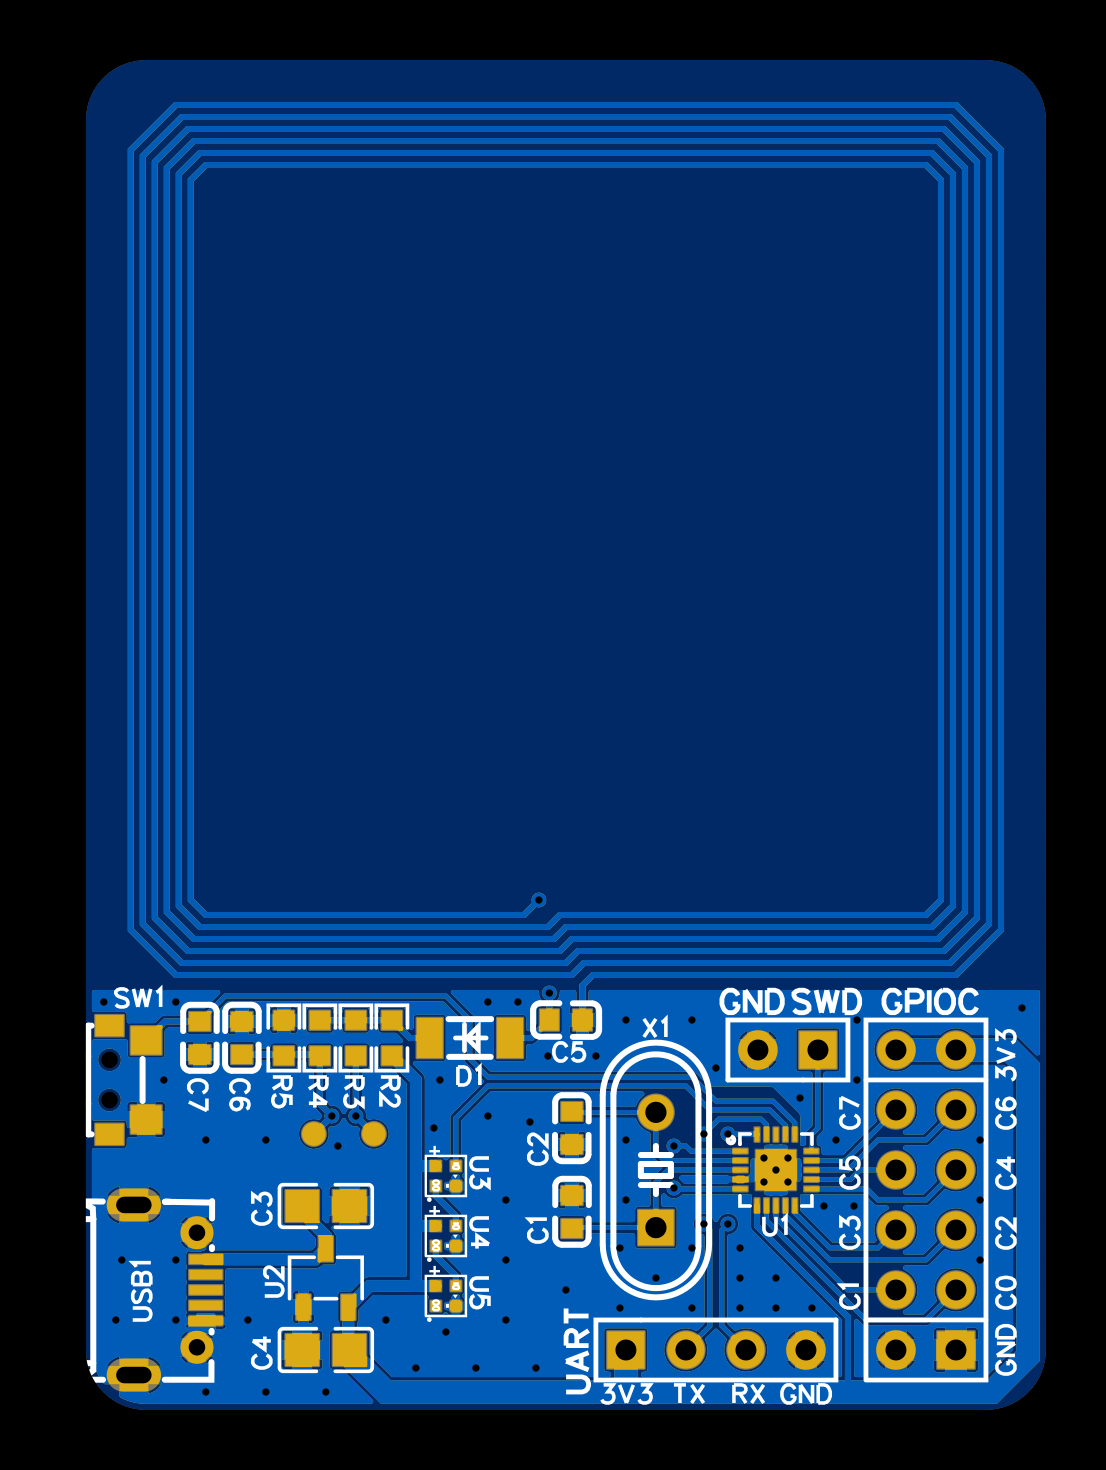 SW1
GND SWD GPIOC
X1
C5
D1
3V3
C7
C6
R5
R4
R3
R2
C7
C6
C2
U3
C5
C4
C3
C1
U4
U1
C3
C2
U2
USB1
U5
C1
C0
C4
UART
GND
3V3 TX RX GND